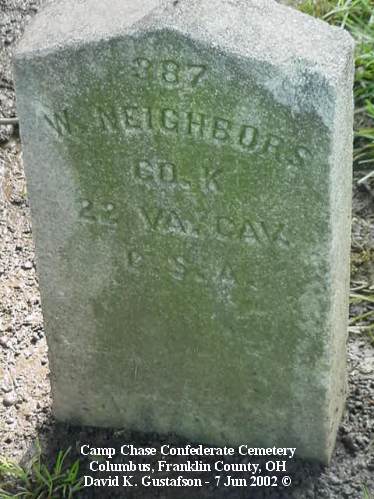 387
W. NEIGHBORS
CO. K
22 VA. CAV.
C. S. A.
Camp Chase Confederate Cemetery
Columbus, Franklin County, OH
David K. Gustafson - 7 Jun 2002 ©